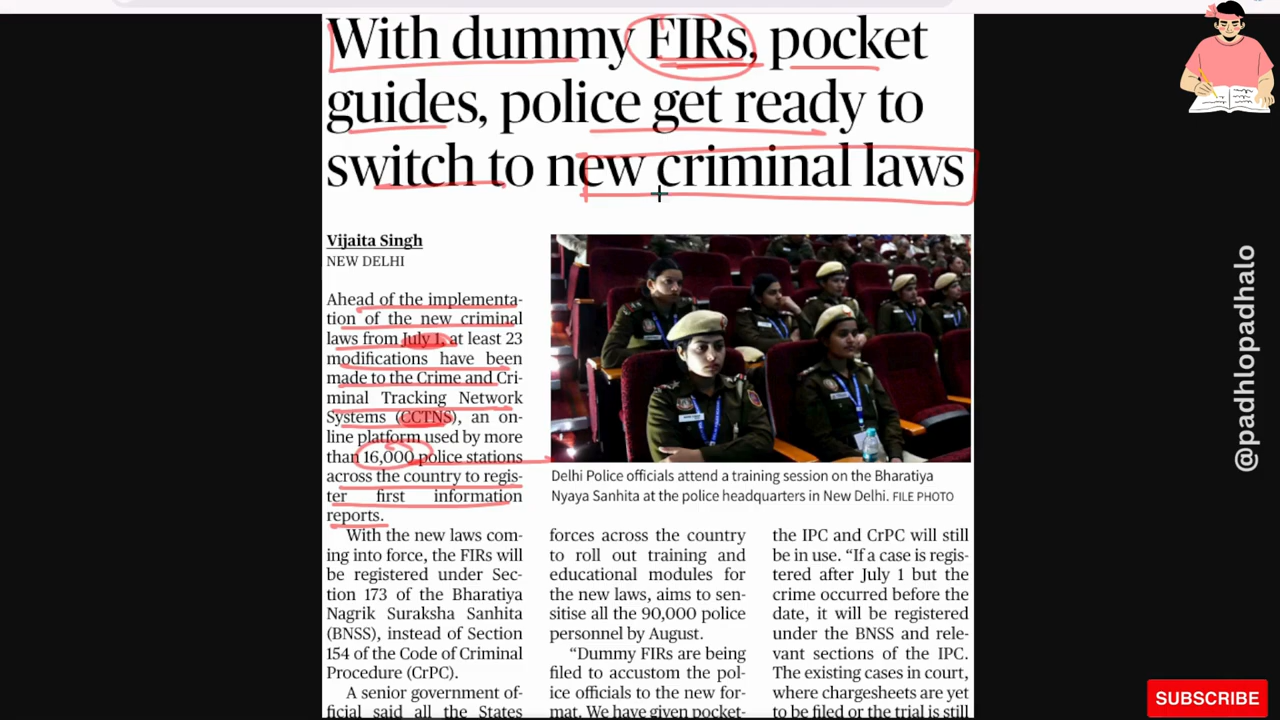 With dummy FIRs, pocket
guides, police get ready to
switch to new criminal laws
Vijaita Singh
NEW DELHI
Ahead of the implementa-
tion of the new criminal
laws from July 1, at least 23
modifications have been
made to the Crime and Cri-
minal Tracking Network
Systems (CCTNS), an on-
line platform used by more
than 16,000 police stations
across the country to regis-
ter first information
reports.
With the new laws com-
ing into force, the FIRs will
be registered under Sec-
tion 173 of the Bharatiya
Nagrik Suraksha Sanhita
(BNSS), instead of Section
154 of the Code of Criminal
Procedure (CrPC).
A senior government of-
ficial said all the States
Delhi Police officials attend a training session on the Bharatiya
Nyaya Sanhita at the police headquarters in New Delhi. FILE PHOTO
forces across the country
to roll out training and
educational modules for
the new laws, aims to sen-
sitise all the 90,000 police
personnel by August.
“Dummy FIRs are being
filed to accustom the pol-
ice officials to the new for-
mat. We have given pocket-
the IPC and CrPC will still
be in use. “If a case is regis-
tered after July 1 but the
crime occurred before the
date, it will be registered
under the BNSS and rele-
vant sections of the IPC.
The existing cases in court,
where chargesheets are yet
to be filed or the trial is still
@padhlopadhalo
SUBSCRIBE